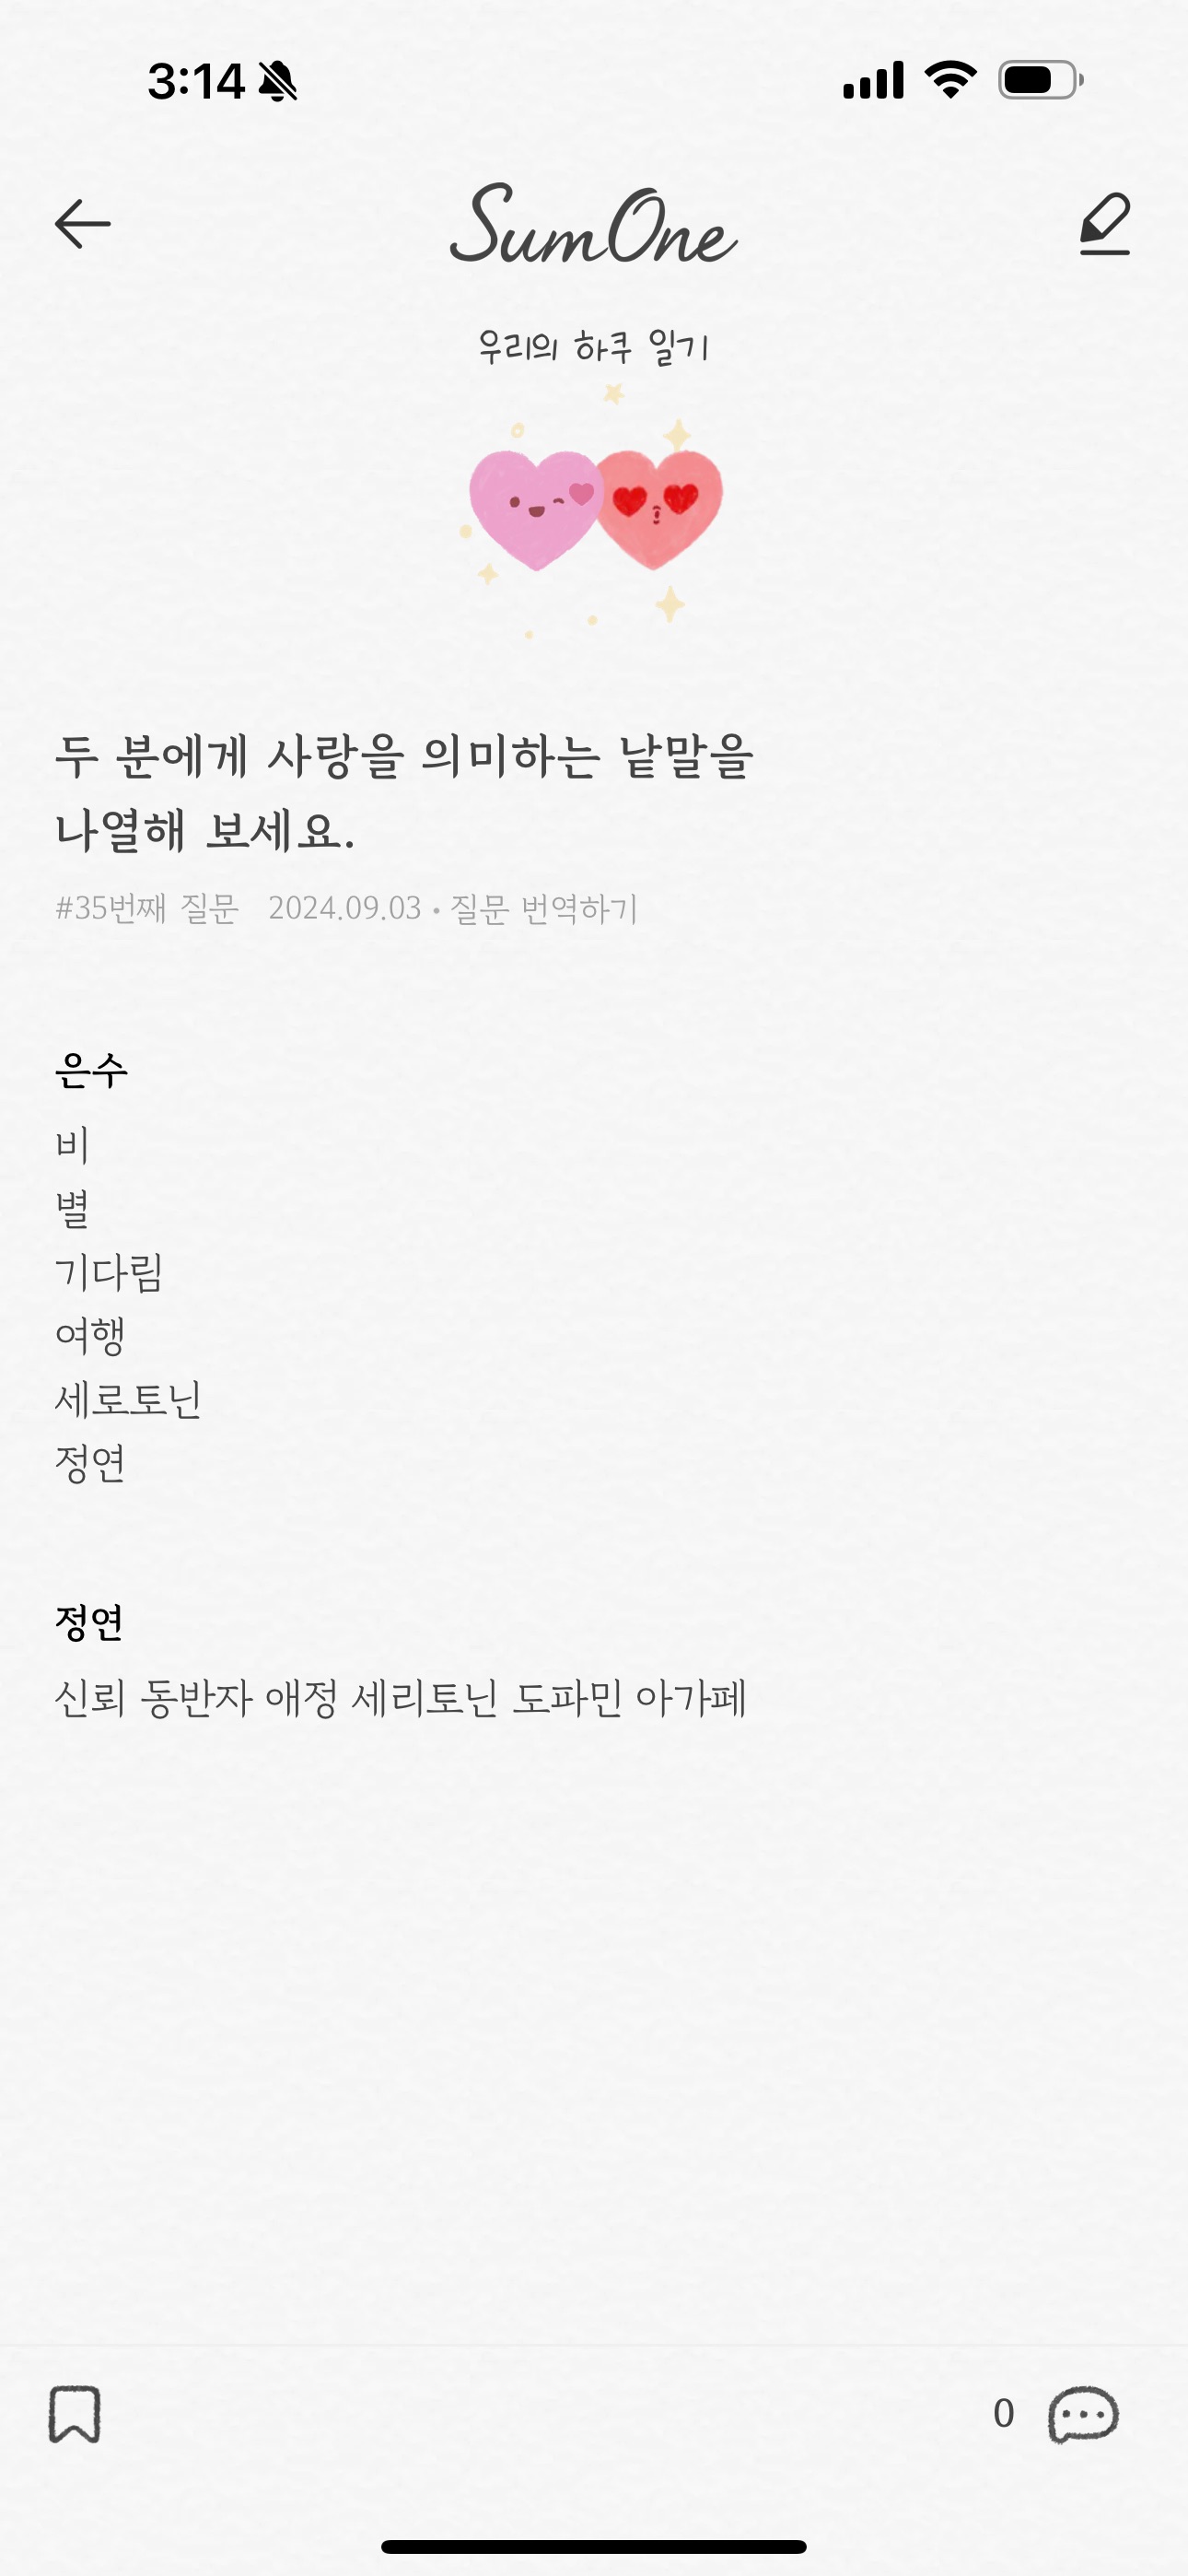 3:14
SumOne
우리의 하쿠 일기
두 분에게 사랑을 의미하는 낱말을
나열해 보세요.
#35번째 질문 2024.09.03 • 질문 번역하기
은수
비
별
기다림
여행
세로토닌
정연
정연
신뢰 동반자 애정 세리토닌 도파민 아가페
0